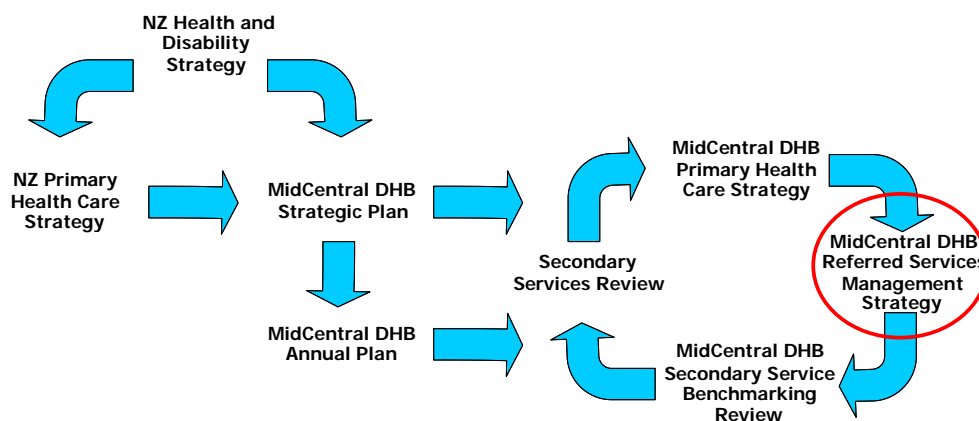 NZ Health and
Disability
Strategy
NZ Primary
Health Care
Strategy
MidCentral DHB
Strategic Plan
MidCentral DHB
Annual Plan
Secondary
Services Review
MidCentral DHB
Primary Health
Care Strategy
MidCentral DHB
Referred Services
Management
Strategy
MidCentral DHB
Secondary Service
Benchmarking
Review